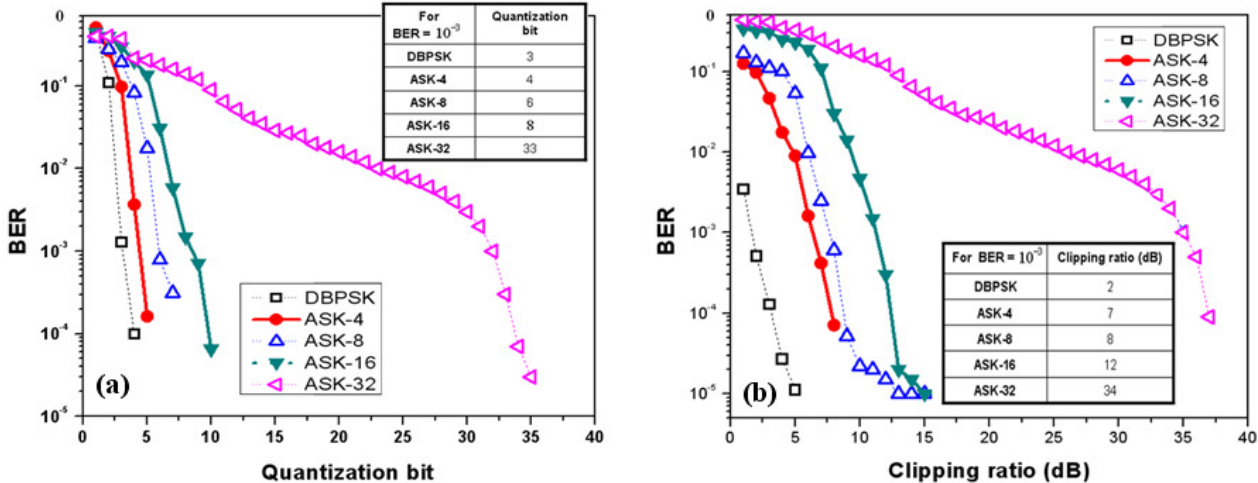 0
10⁻¹
10⁻²
10⁻³
10⁻⁴
10⁻⁵
BER
For BER = 10⁻³ Quantization bit
DBPSK 3
ASK-4 4
ASK-8 6
ASK-16 8
ASK-32 33
DBPSK
ASK-4
ASK-8
ASK-16
ASK-32
(a)
0 5 10 15 20 25 30 35 40
Quantization bit
0
10⁻¹
10⁻²
10⁻³
10⁻⁴
10⁻⁵
BER
DBPSK
ASK-4
ASK-8
ASK-16
ASK-32
For BER = 10⁻³ Clipping ratio (dB)
DBPSK 2
ASK-4 7
ASK-8 8
ASK-16 12
ASK-32 34
(b)
0 5 10 15 20 25 30 35 40
Clipping ratio (dB)